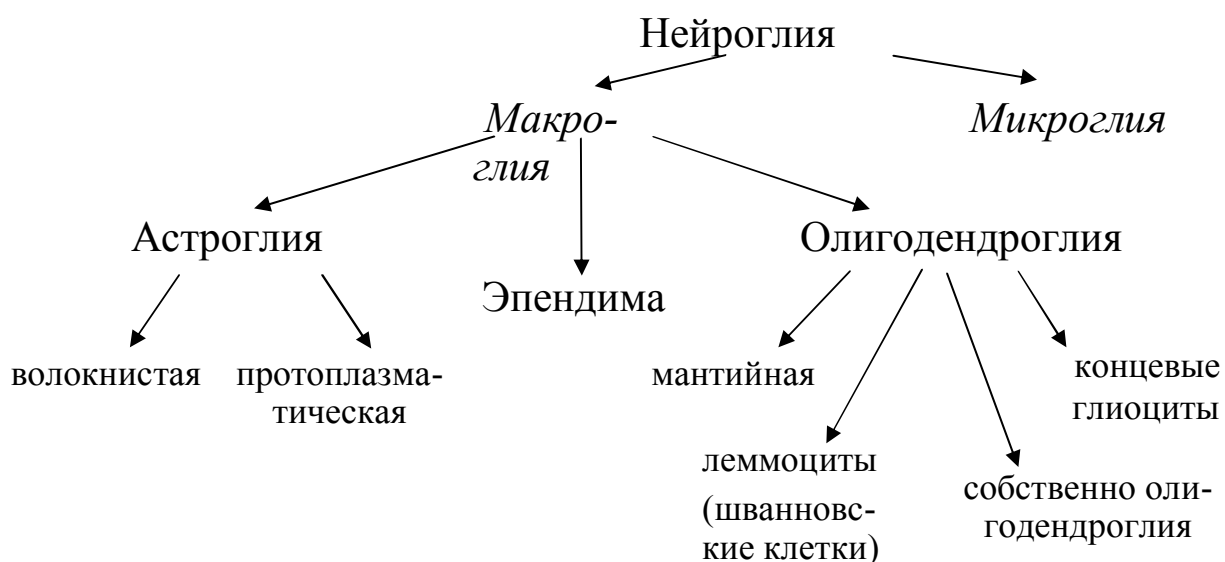 Нейроглия
Макро-
глия
Микроглия
Астроглия
Эпендима
Олигодендроглия
волокнистая
протоплазма-
тическая
мантийная
концевые
глиоциты
леммоциты
(шванновс-
кие клетки)
собственно оли-
годендроглия